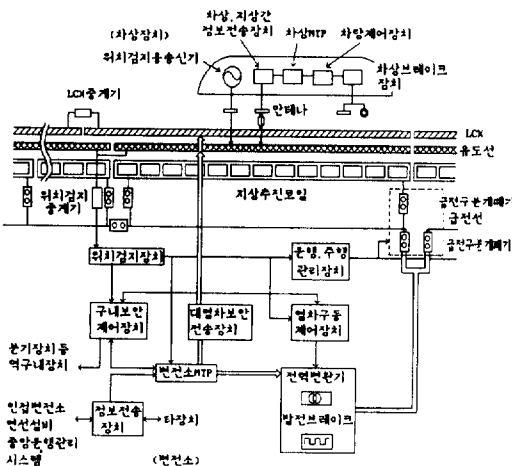 (차상장치)
위치검지용송신기
차상, 지상간
정보전송장치
차상MTP
차량제어장치
차상브레이크
장치
LCX중계기
안테나
LCX
유도선
위치검지
중계기
지상추진코일
급전구분개폐기
급전선
급전구분개폐기
위치검지장치
운행, 주행
관리장치
구내보안
제어장치
대열차보안
전송장치
열차구동
제어장치
분기장치등
역구내장치
변전소MTP
전력변환기
발전브레이크
인접변전소
연선설비
중앙운영관리
시스템
정보전송
장치
타장치
(변전소)